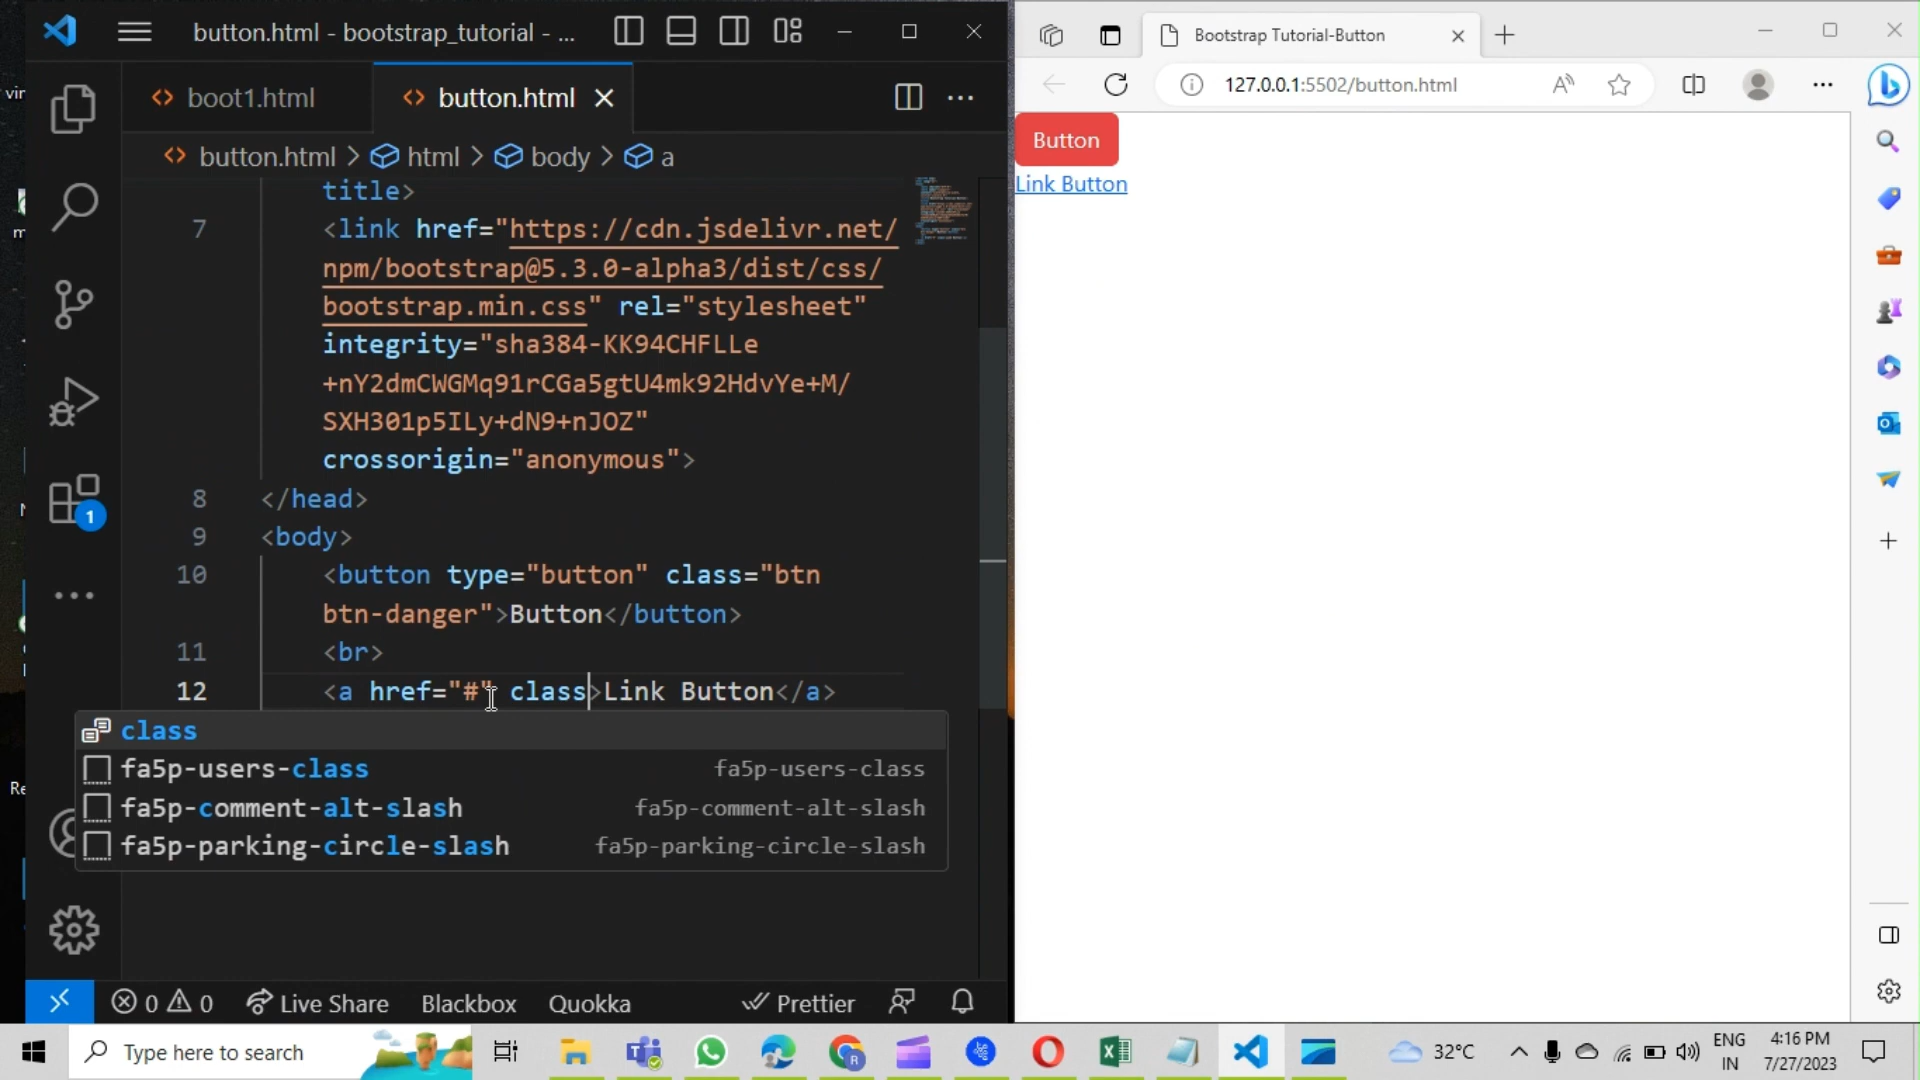 button.html - bootstrap_tutorial - ...
boot1.html
button.html
button.html > html > body > a
title>
7 <link href="https://cdn.jsdelivr.net/
npm/bootstrap@5.3.0-alpha3/dist/css/
bootstrap.min.css" rel="stylesheet"
integrity="sha384-KK94CHFLLe
+nY2dmCWGMq91rCGa5gtU4mk92HdvYe+M/
SXH301p5ILy+dN9+nJOZ"
crossorigin="anonymous">
8 </head>
9 <body>
10 <button type="button" class="btn
btn-danger">Button</button>
11 <br>
12 <a href="#" class>Link Button</a>
class
fa5p-users-class fa5p-users-class
fa5p-comment-alt-slash fa5p-comment-alt-slash
fa5p-parking-circle-slash fa5p-parking-circle-slash
1
0 0 Live Share Blackbox Quokka Prettier
Bootstrap Tutorial-Button
127.0.0.1:5502/button.html
Button
Link Button
Type here to search
32°C
ENG
IN
4:16 PM
7/27/2023